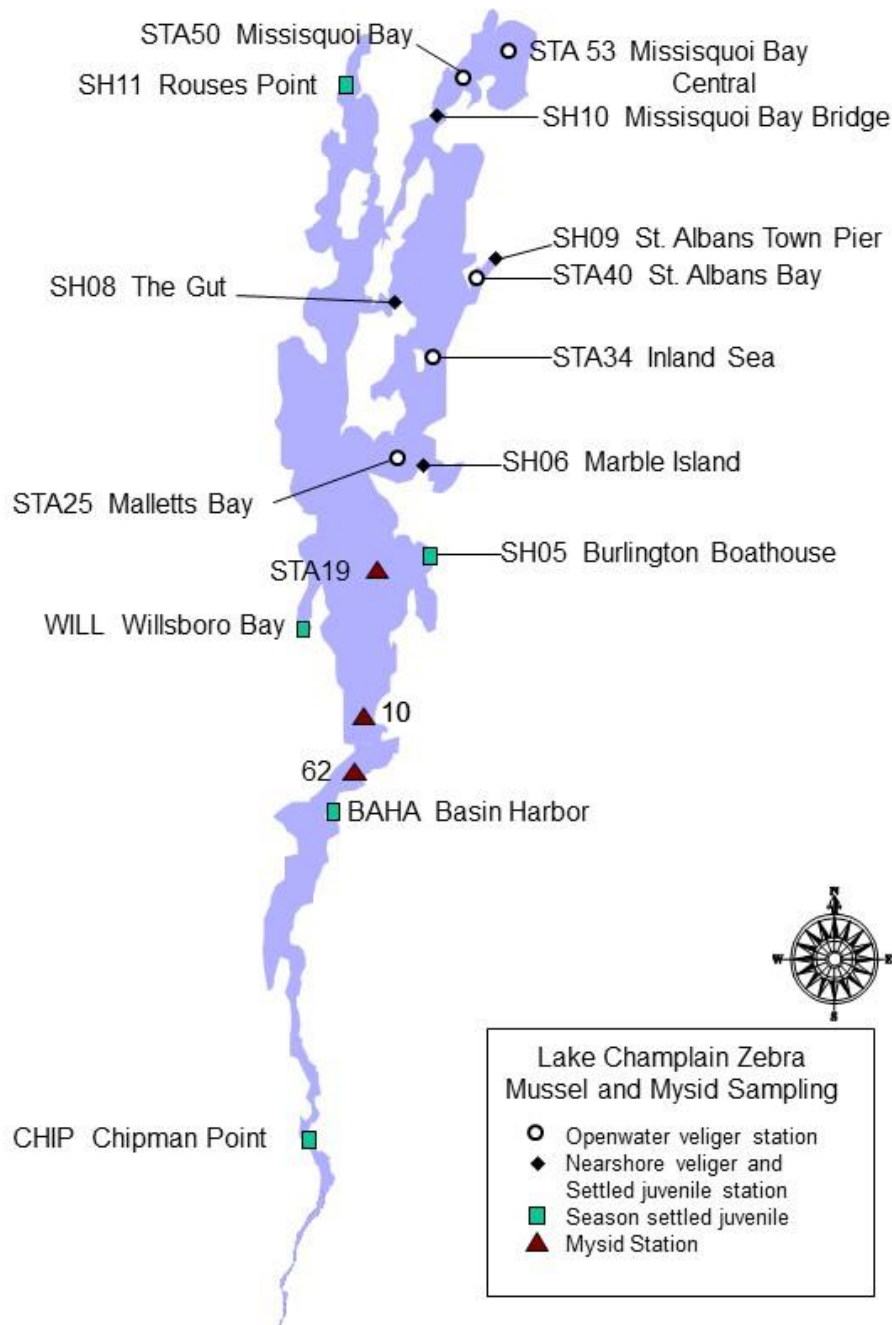 STA50 Missisquoi Bay
STA 53 Missisquoi Bay
Central
SH11 Rouses Point
SH10 Missisquoi Bay Bridge
SH09 St. Albans Town Pier
STA40 St. Albans Bay
SH08 The Gut
STA34 Inland Sea
SH06 Marble Island
STA25 Malletts Bay
SH05 Burlington Boathouse
STA19
WILL Willsboro Bay
10
62
BAHA Basin Harbor
N
W
E
S
Lake Champlain Zebra
Mussel and Mysid Sampling
Openwater veliger station
Nearshore veliger and
Settled juvenile station
Season settled juvenile
Mysid Station
CHIP Chipman Point